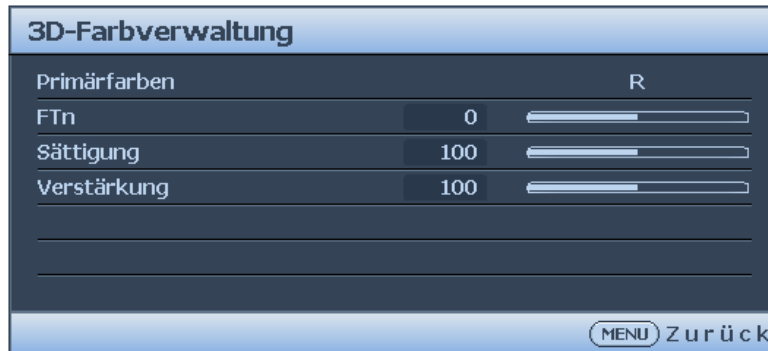 3D-Farbverwaltung
Primärfarben R
FTn 0
Sättigung 100
Verstärkung 100
MENU Zurück